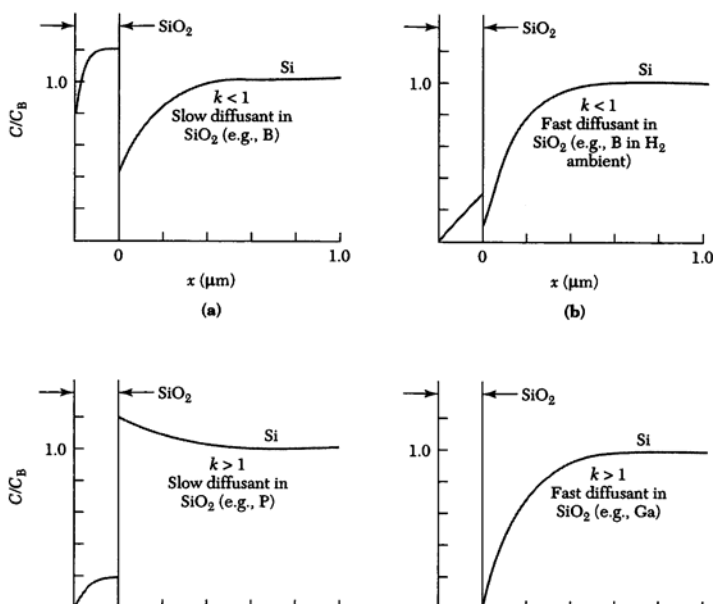 SiO₂
Si
1.0
k < 1
Slow diffusant in
SiO₂ (e.g., B)
C/C_B
0
1.0
x (μm)
(a)
SiO₂
Si
1.0
k < 1
Fast diffusant in
SiO₂ (e.g., B in H₂
ambient)
0
1.0
x (μm)
(b)
SiO₂
Si
1.0
k > 1
Slow diffusant in
SiO₂ (e.g., P)
C/C_B
SiO₂
Si
1.0
k > 1
Fast diffusant in
SiO₂ (e.g., Ga)